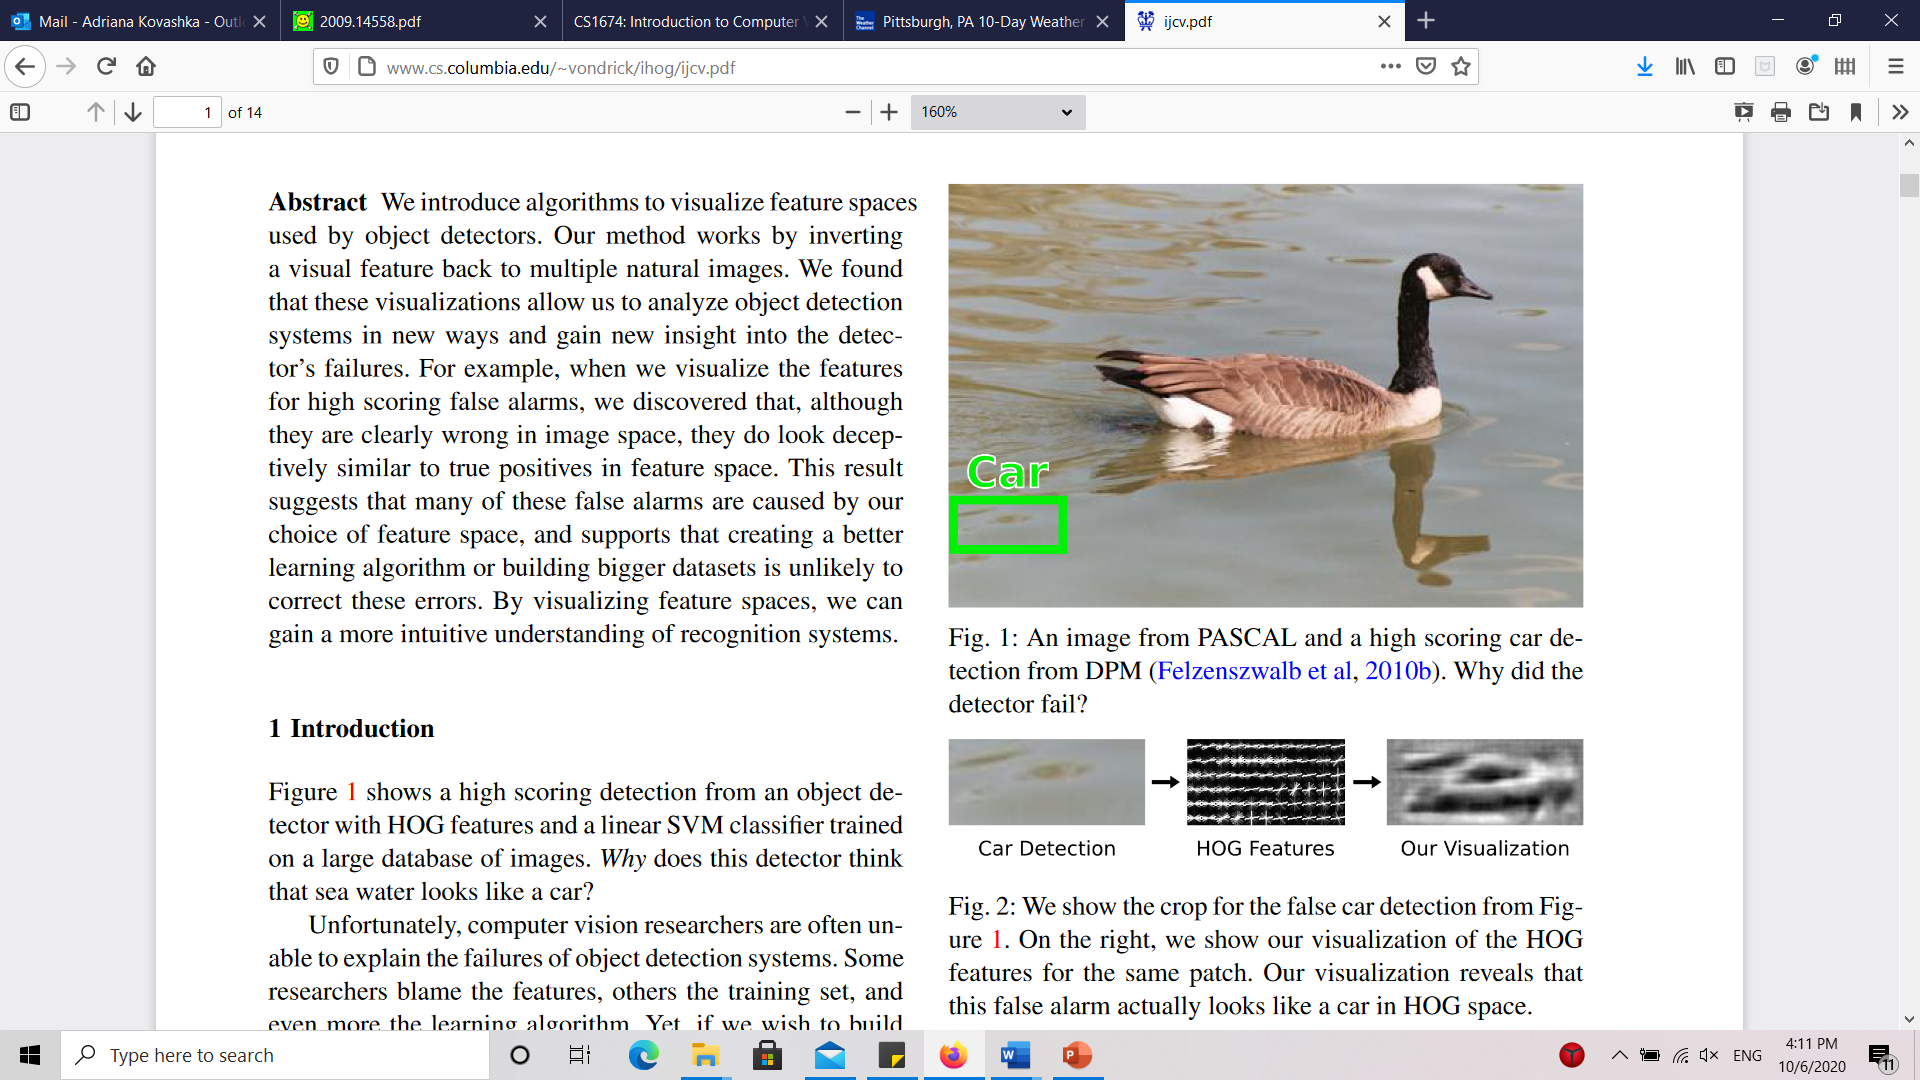 Mail - Adriana Kovashka - Outl
2009.14558.pdf
CS1674: Introduction to Computer V
Pittsburgh, PA 10-Day Weather
ijcv.pdf
www.cs.columbia.edu/~vondrick/ihog/ijcv.pdf
1 of 14
160%
Abstract We introduce algorithms to visualize feature spaces
used by object detectors. Our method works by inverting
a visual feature back to multiple natural images. We found
that these visualizations allow us to analyze object detection
systems in new ways and gain new insight into the detec-
tor's failures. For example, when we visualize the features
for high scoring false alarms, we discovered that, although
they are clearly wrong in image space, they do look decep-
tively similar to true positives in feature space. This result
suggests that many of these false alarms are caused by our
choice of feature space, and supports that creating a better
learning algorithm or building bigger datasets is unlikely to
correct these errors. By visualizing feature spaces, we can
gain a more intuitive understanding of recognition systems.
1 Introduction
Figure 1 shows a high scoring detection from an object de-
tector with HOG features and a linear SVM classifier trained
on a large database of images. Why does this detector think
that sea water looks like a car?
Unfortunately, computer vision researchers are often un-
able to explain the failures of object detection systems. Some
researchers blame the features, others the training set, and
even more the learning algorithm. Yet, if we wish to build
Car
Fig. 1: An image from PASCAL and a high scoring car de-
tection from DPM (Felzenszwalb et al, 2010b). Why did the
detector fail?
Car Detection
HOG Features
Our Visualization
Fig. 2: We show the crop for the false car detection from Fig-
ure 1. On the right, we show our visualization of the HOG
features for the same patch. Our visualization reveals that
this false alarm actually looks like a car in HOG space.
Type here to search
ENG
4:11 PM
10/6/2020
11